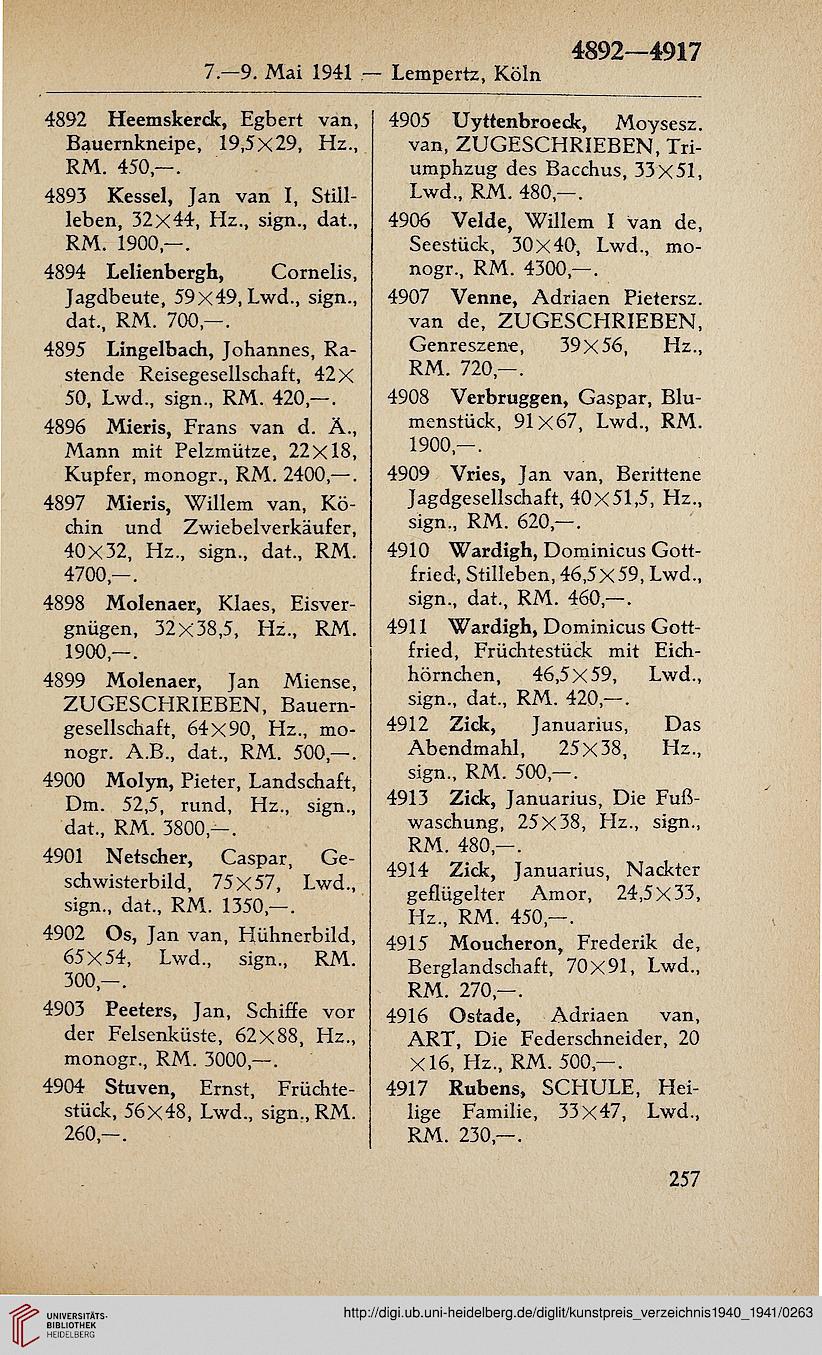 4892—4917
7.—9. Mai 1941 — Lempertz, Köln
4892 Heemskerck, Egbert van,
Bauernkneipe, 19,5×29, Hz.,
RM. 450,—.
4893 Kessel, Jan van I, Still-
leben, 32×44, Hz., sign., dat.,
RM. 1900,—.
4894 Lelienbergh, Cornelis,
Jagdbeute, 59×49, Lwd., sign.,
dat., RM. 700,—.
4895 Lingelbach, Johannes, Ra-
stende Reisegesellschaft, 42×
50, Lwd., sign., RM. 420,—.
4896 Mieris, Frans van d. Ä.,
Mann mit Pelzmütze, 22×18,
Kupfer, monogr., RM. 2400,—.
4897 Mieris, Willem van, Kö-
chin und Zwiebelverkäufer,
40×32, Hz., sign., dat., RM.
4700,—.
4898 Molenaer, Klaes, Eisver-
gnügen, 32×38,5, Hz., RM.
1900,—.
4899 Molenaer, Jan Miense,
ZUGESCHRIEBEN, Bauern-
gesellschaft, 64×90, Hz., mo-
nogr. A.B., dat., RM. 500,—.
4900 Molyn, Pieter, Landschaft,
Dm. 52,5, rund, Hz., sign.,
dat., RM. 3800,—.
4901 Netscher, Caspar, Ge-
schwisterbild, 75×57, Lwd.,
sign., dat., RM. 1350,—.
4902 Os, Jan van, Hühnerbild,
65×54, Lwd., sign., RM.
300,—.
4903 Peeters, Jan, Schiffe vor
der Felsenküste, 62×88, Hz.,
monogr., RM. 3000,—.
4904 Stuven, Ernst, Früchte-
stück, 56×48, Lwd., sign., RM.
260,—.
4905 Uyttenbroeck, Moysesz.
van, ZUGESCHRIEBEN, Tri-
umphzug des Bacchus, 33×51,
Lwd., RM. 480,—.
4906 Velde, Willem I van de,
Seestück, 30×40, Lwd., mo-
nogr., RM. 4300,—.
4907 Venne, Adriaen Pietersz.
van de, ZUGESCHRIEBEN,
Genreszene, 39×56, Hz.,
RM. 720,—.
4908 Verbruggen, Gaspar, Blu-
menstück, 91×67, Lwd., RM.
1900,—.
4909 Vries, Jan van, Berittene
Jagdgesellschaft, 40×51,5, Hz.,
sign., RM. 620,—.
4910 Wardigh, Dominicus Gott-
fried, Stilleben, 46,5×59, Lwd.,
sign., dat., RM. 460,—.
4911 Wardigh, Dominicus Gott-
fried, Früchtestück mit Eich-
hörnchen, 46,5×59, Lwd.,
sign., dat., RM. 420,—.
4912 Zick, Januarius, Das
Abendmahl, 25×38, Hz.,
sign., RM. 500,—.
4913 Zick, Januarius, Die Fuß-
waschung, 25×38, Hz., sign.,
RM. 480,—.
4914 Zick, Januarius, Nackter
geflügelter Amor, 24,5×33,
Hz., RM. 450,—.
4915 Moucheron, Frederik de,
Berglandschaft, 70×91, Lwd.,
RM. 270,—.
4916 Ostade, Adriaen van,
ART, Die Federschneider, 20
×16, Hz., RM. 500,—.
4917 Rubens, SCHULE, Hei-
lige Familie, 33×47, Lwd.,
RM. 230,—.
257
UNIVERSITÄTS-
BIBLIOTHEK
HEIDELBERG
http://digi.ub.uni-heidelberg.de/diglit/kunstpreis_verzeichnis1940_1941/0263